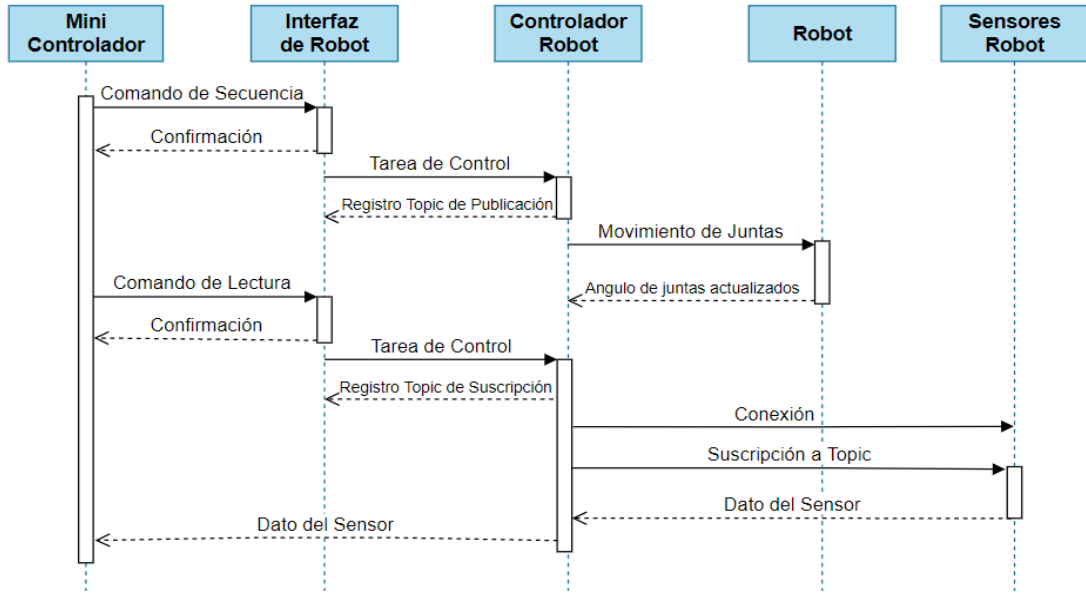 Mini
Controlador
Interfaz
de Robot
Controlador
Robot
Robot
Sensores
Robot
Comando de Secuencia
Confirmación
Tarea de Control
Registro Topic de Publicación
Movimiento de Juntas
Comando de Lectura
Angulo de juntas actualizados
Confirmación
Tarea de Control
Registro Topic de Suscripción
Conexión
Suscripción a Topic
Dato del Sensor
Dato del Sensor